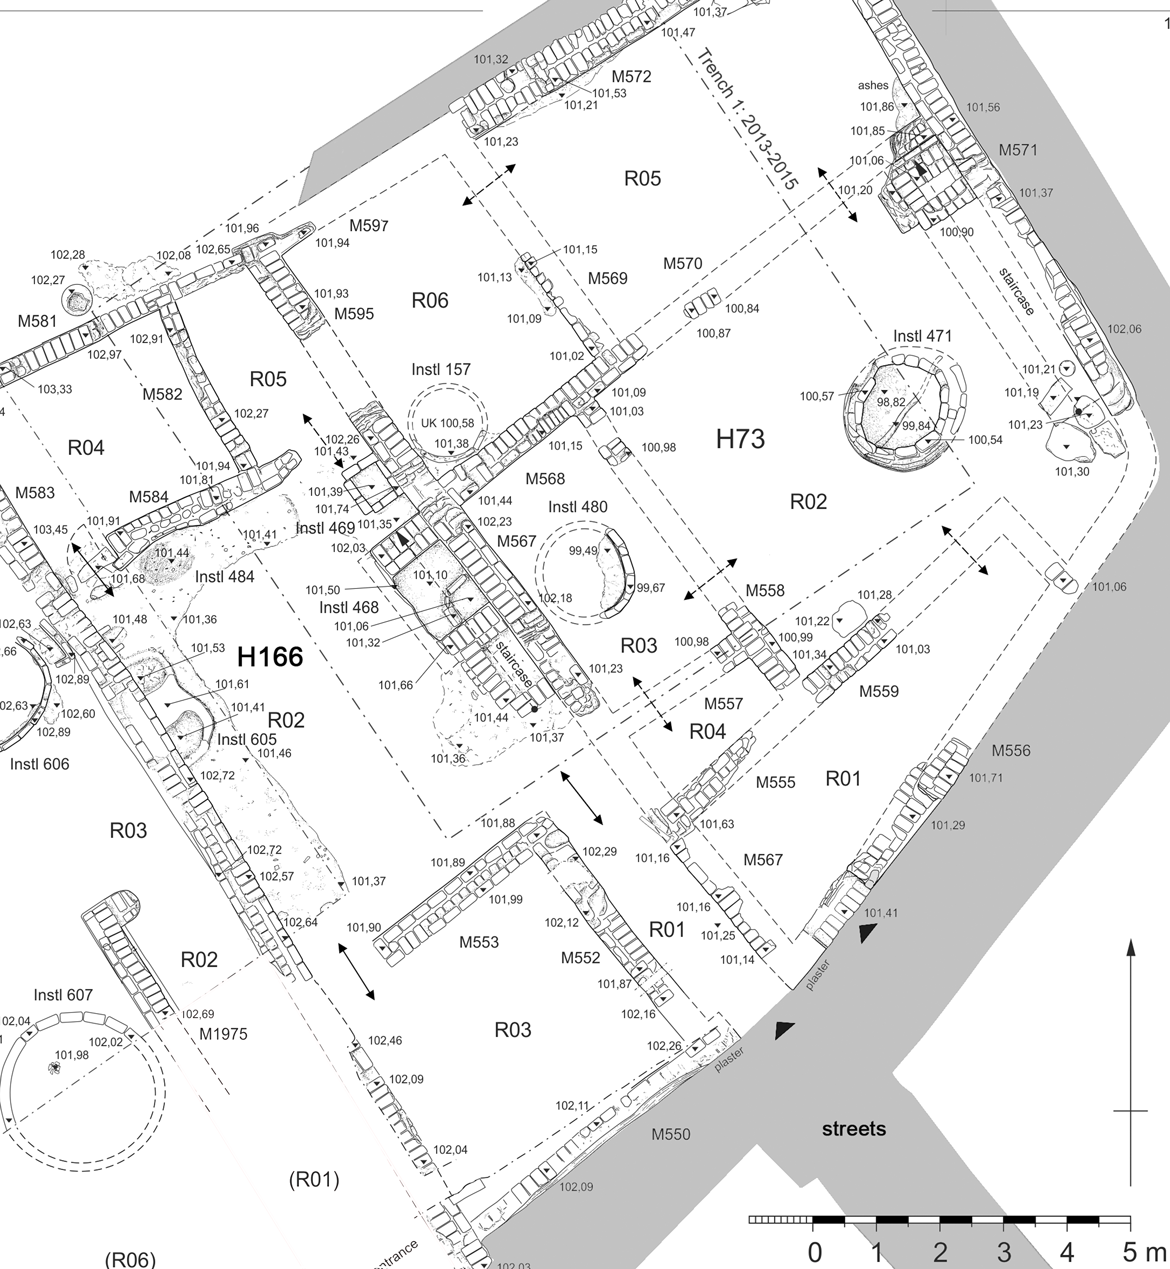 101,37
101,47
101,32
M572
101,53
101,21
101,23
Trench 1: 2013-2015
ashes
101,86
101,56
101,85
M571
101,06
101,20
101,37
100,90
R05
101,96
M597
101,94
102,65
102,28
102,08
102,27
101,15
101,13
M569
M570
staircase
R06
101,93
M595
101,09
100,84
100,87
M581
102,91
102,97
102,06
Instl 471
101,02
Instl 157
101,21
103,33
R05
M582
100,57
98,82
101,19
101,09
101,03
102,27
UK 100,58
99,84
101,23
102,26
101,43
101,38
101,15
100,98
H73
100,54
R04
101,94
101,81
M568
101,30
M583
M584
101,39
101,44
R02
101,74
Instl 480
101,91
Instl 469
101,35
102,23
103,45
101,41
M567
101,44
102,03
99,49
101,68
Instl 484
101,10
101,50
99,67
M558
101,06
Instl 468
102,18
101,28
102,63
101,48
101,36
101,06
101,22
101,32
100,99
R03
100,98
101,34
101,03
101,53
H166
staircase
101,23
102,89
101,66
M559
101,61
102,63
102,60
101,41
R02
101,44
M557
102,89
101,37
R04
Instl 605
101,46
101,36
M556
Instl 606
102,72
M555
R01
101,71
R03
101,88
101,63
101,29
102,72
101,89
102,29
101,16
M567
102,57
101,37
101,99
101,16
101,41
102,64
101,90
102,12
R01
101,25
M553
M552
101,14
R02
101,87
plaster
Instl 607
102,69
102,16
M1975
R03
102,04
102,02
102,46
102,26
plaster
101,98
102,09
102,11
M550
streets
102,04
(R01)
102,09
(R06)
0 1 2 3 4 5 m